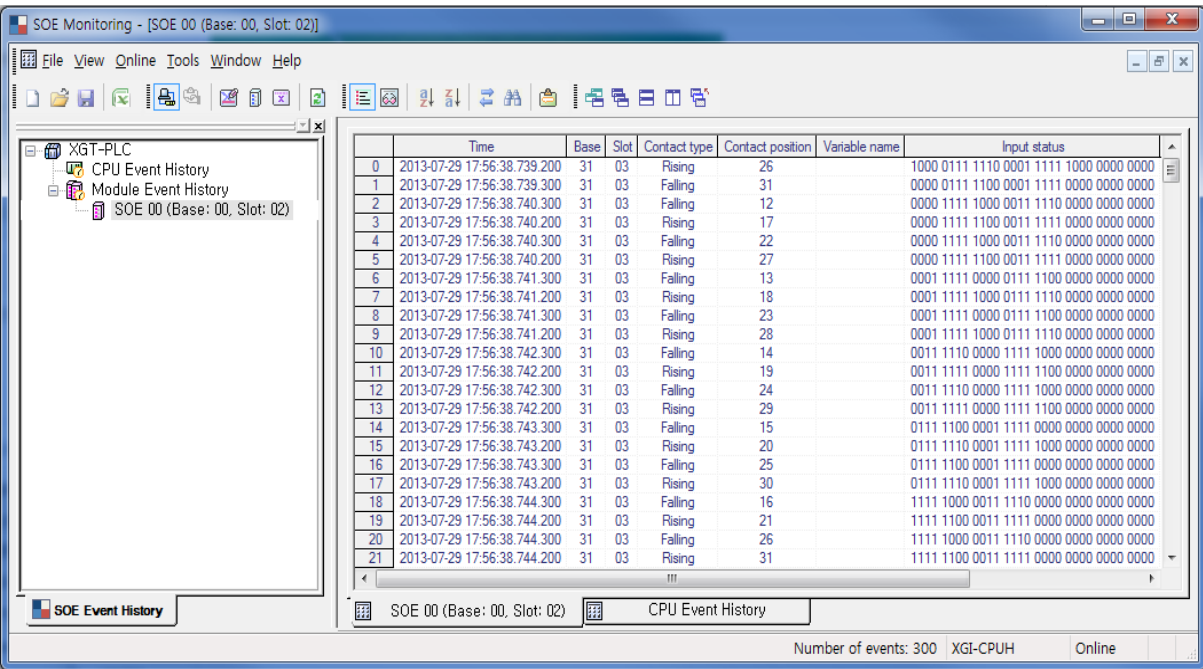 SOE Monitoring - [SOE 00 (Base: 00, Slot: 02)]
File View Online Tools Window Help
XGT-PLC
CPU Event History
Module Event History
SOE 00 (Base: 00, Slot: 02)
SOE Event History
Time Base Slot Contact type Contact position Variable name Input status
0 2013-07-29 17:56:38.739.200 31 03 Rising 26 1000 0111 1110 0001 1111 1000 0000 0000
1 2013-07-29 17:56:38.739.300 31 03 Falling 31 0000 0111 1100 0001 1111 0000 0000 0000
2 2013-07-29 17:56:38.740.300 31 03 Falling 12 0000 1111 1000 0011 1110 0000 0000 0000
3 2013-07-29 17:56:38.740.200 31 03 Rising 17 0000 1111 1100 0011 1111 0000 0000 0000
4 2013-07-29 17:56:38.740.300 31 03 Falling 22 0000 1111 1000 0011 1110 0000 0000 0000
5 2013-07-29 17:56:38.740.200 31 03 Rising 27 0000 1111 1100 0011 1111 0000 0000 0000
6 2013-07-29 17:56:38.741.300 31 03 Falling 13 0001 1111 0000 0111 1100 0000 0000 0000
7 2013-07-29 17:56:38.741.200 31 03 Rising 18 0001 1111 1000 0111 1110 0000 0000 0000
8 2013-07-29 17:56:38.741.300 31 03 Falling 23 0001 1111 0000 0111 1100 0000 0000 0000
9 2013-07-29 17:56:38.741.200 31 03 Rising 28 0001 1111 1000 0111 1110 0000 0000 0000
10 2013-07-29 17:56:38.742.300 31 03 Falling 14 0011 1110 0000 1111 1000 0000 0000 0000
11 2013-07-29 17:56:38.742.200 31 03 Rising 19 0011 1111 0000 1111 1100 0000 0000 0000
12 2013-07-29 17:56:38.742.300 31 03 Falling 24 0011 1110 0000 1111 1000 0000 0000 0000
13 2013-07-29 17:56:38.742.200 31 03 Rising 29 0011 1111 0000 1111 1100 0000 0000 0000
14 2013-07-29 17:56:38.743.300 31 03 Falling 15 0111 1100 0001 1111 0000 0000 0000 0000
15 2013-07-29 17:56:38.743.200 31 03 Rising 20 0111 1110 0001 1111 1000 0000 0000 0000
16 2013-07-29 17:56:38.743.300 31 03 Falling 25 0111 1100 0001 1111 0000 0000 0000 0000
17 2013-07-29 17:56:38.743.200 31 03 Rising 30 0111 1110 0001 1111 1000 0000 0000 0000
18 2013-07-29 17:56:38.744.300 31 03 Falling 16 1111 1000 0011 1110 0000 0000 0000 0000
19 2013-07-29 17:56:38.744.200 31 03 Rising 21 1111 1100 0011 1111 0000 0000 0000 0000
20 2013-07-29 17:56:38.744.300 31 03 Falling 26 1111 1000 0011 1110 0000 0000 0000 0000
21 2013-07-29 17:56:38.744.200 31 03 Rising 31 1111 1100 0011 1111 0000 0000 0000 0000
SOE 00 (Base: 00, Slot: 02) CPU Event History
Number of events: 300 XGI-CPUH Online